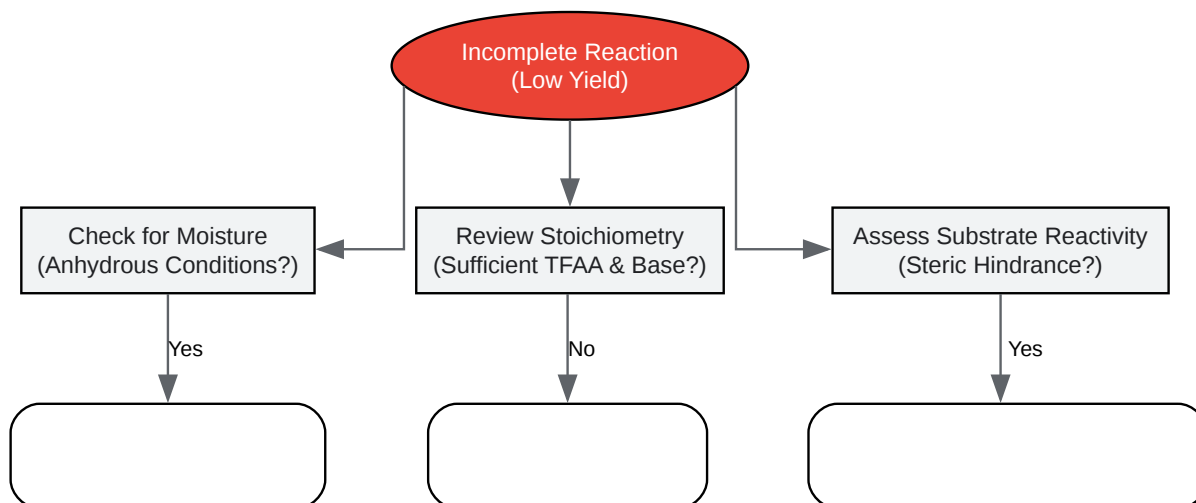 Incomplete Reaction
(Low Yield)
Check for Moisture
(Anhydrous Conditions?)
Review Stoichiometry
(Sufficient TFAA & Base?)
Assess Substrate Reactivity
(Steric Hindrance?)
Yes
No
Yes